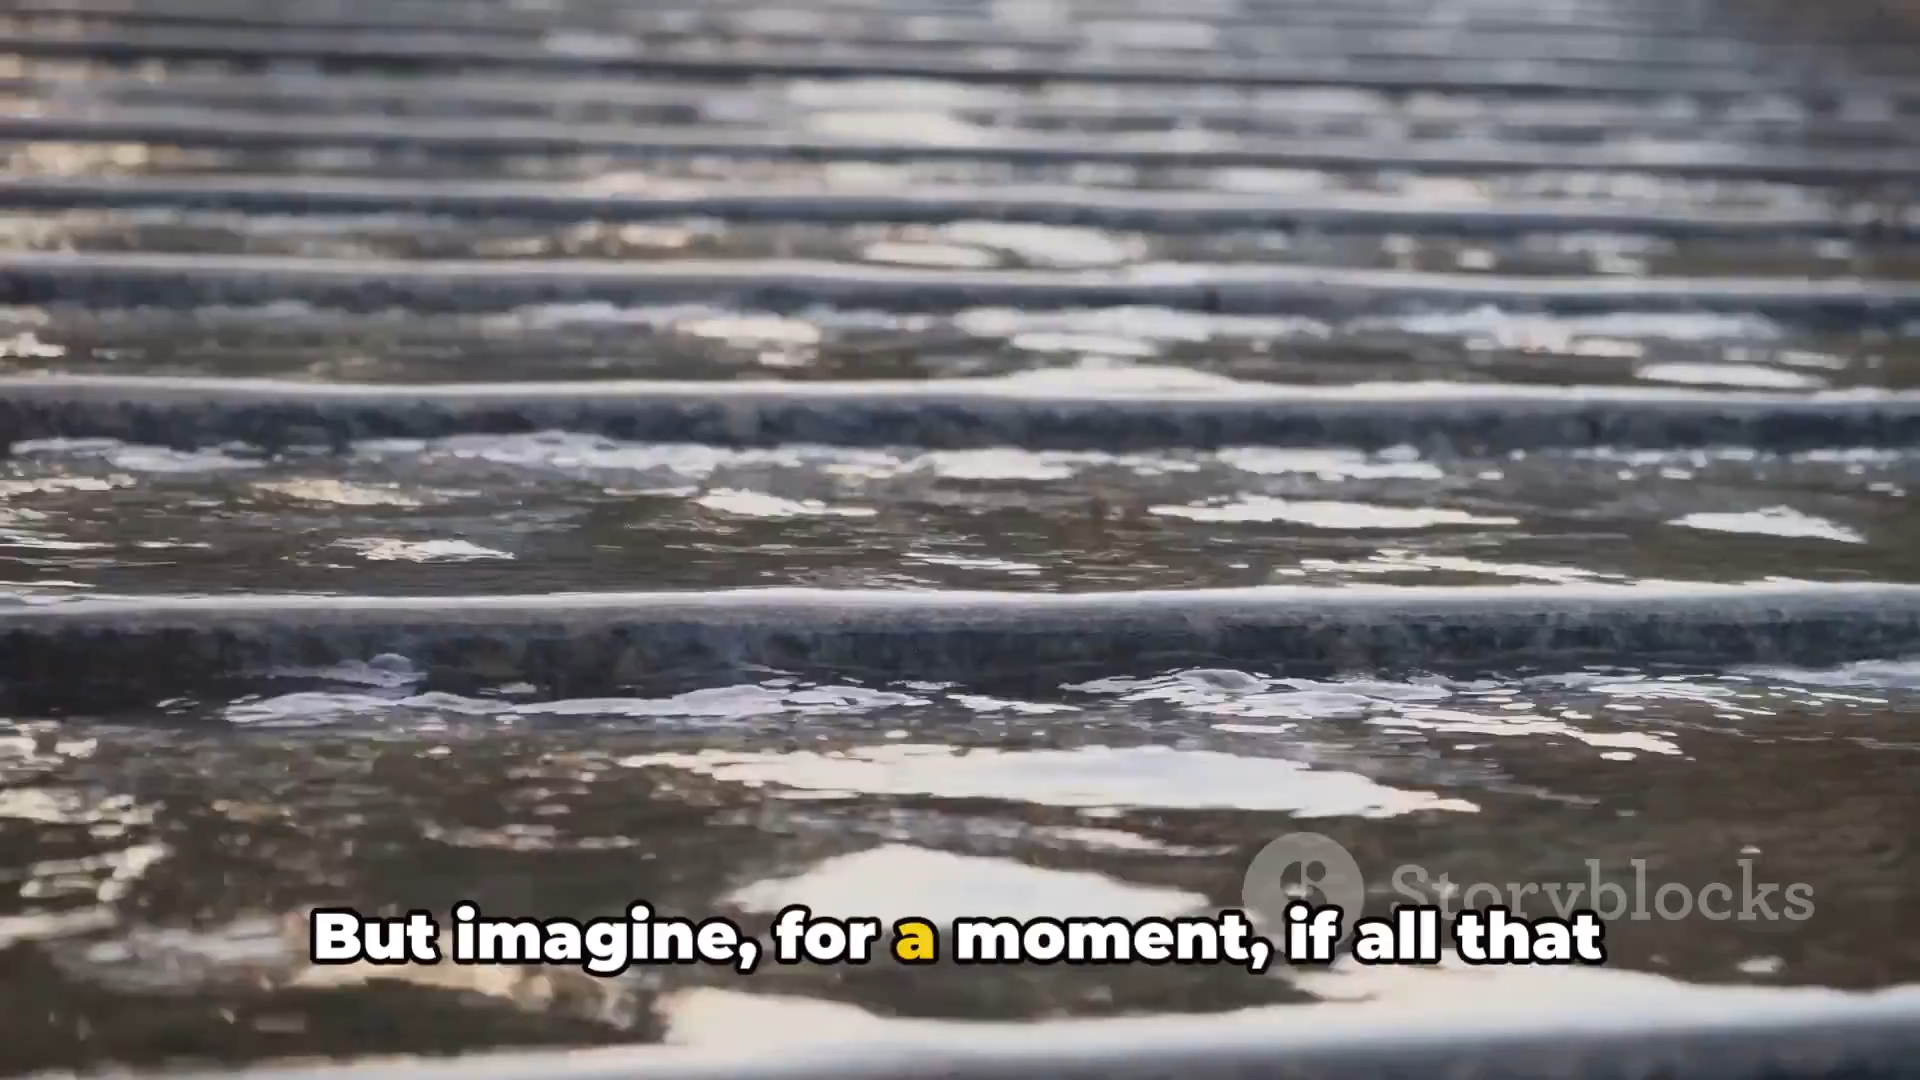 Storyblocks
But imagine, for a moment, if all that